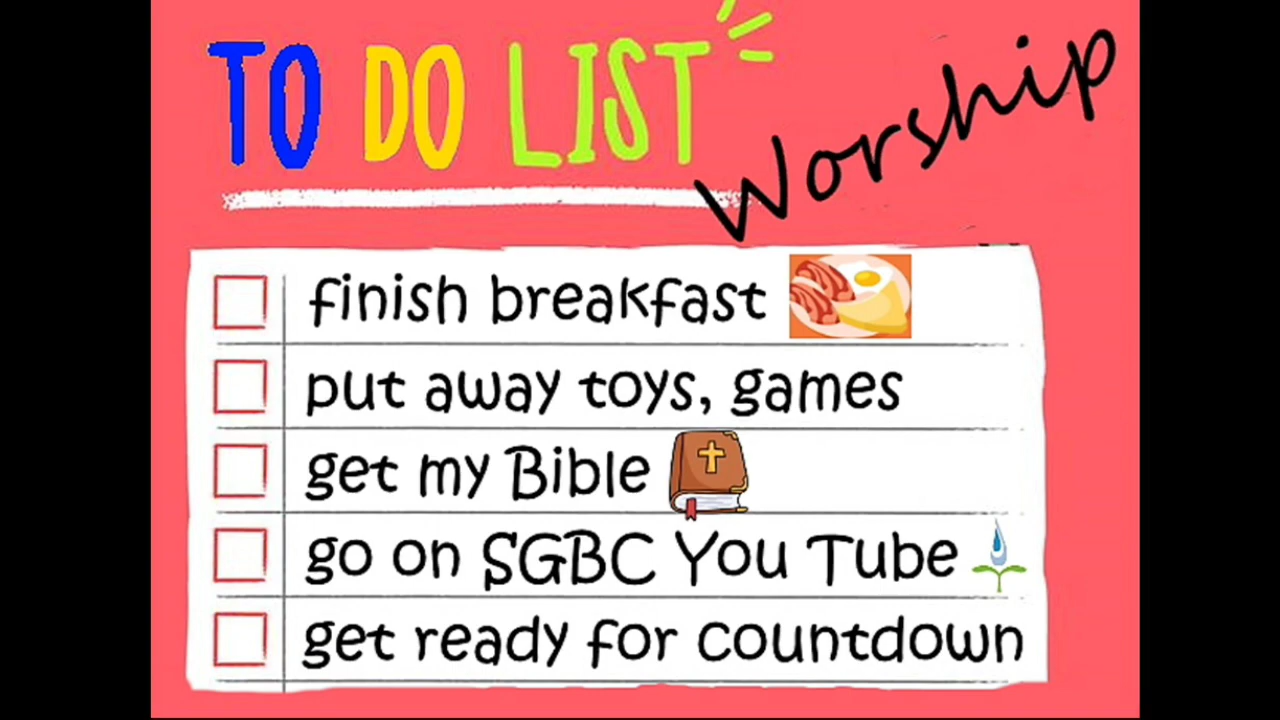 TO DO LIST
Worship
finish breakfast
put away toys, games
get my Bible
go on SGBC You Tube
get ready for countdown